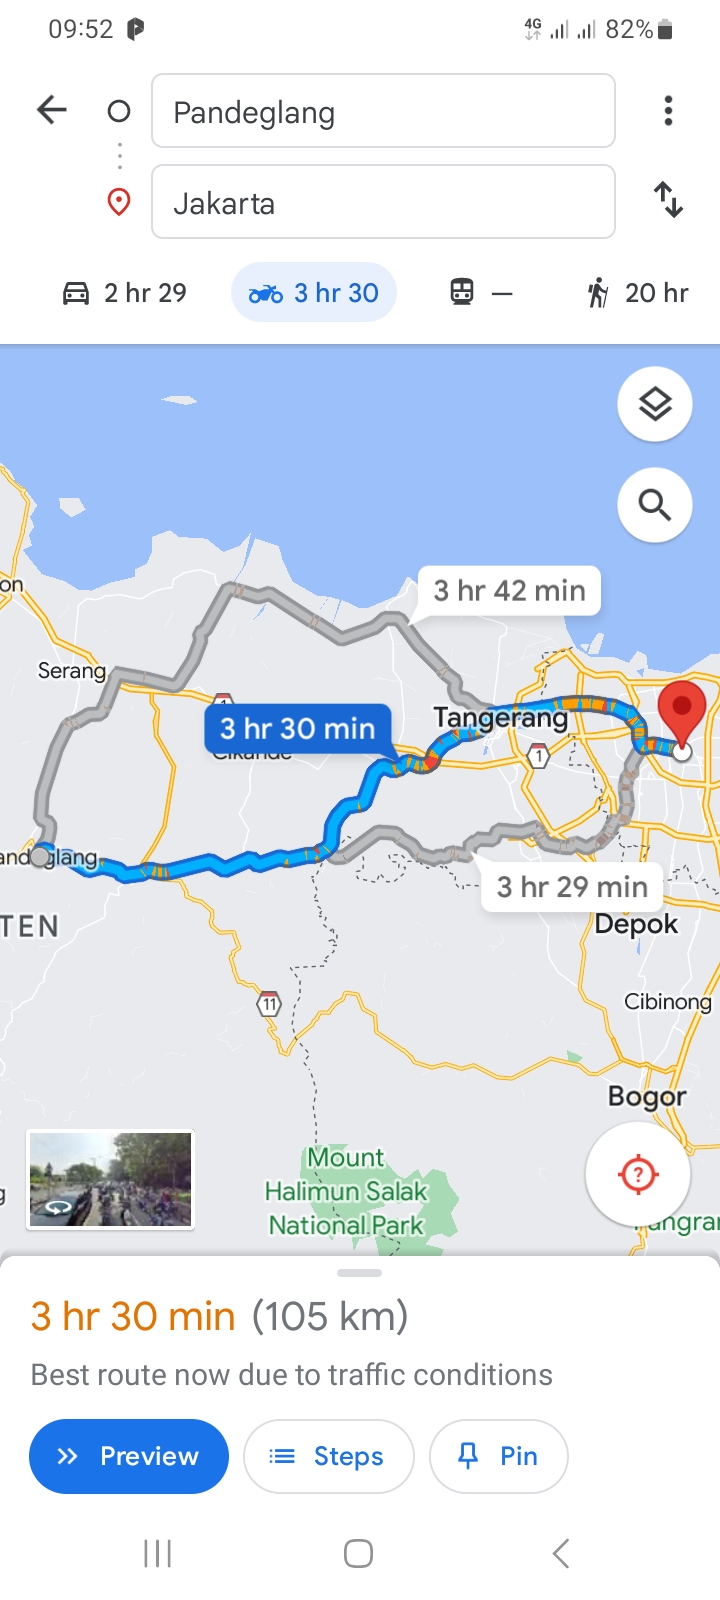 09:52
4G
82%
Pandeglang
Jakarta
2 hr 29
3 hr 30
—
20 hr
on
3 hr 42 min
Serang
1
Tangerang
3 hr 30 min
1
Cikande
andeglang
3 hr 29 min
TEN
Depok
11
Cibinong
Bogor
Mount
Halimun Salak
National Park
g
?
Pangra
3 hr 30 min (105 km)
Best route now due to traffic conditions
Preview
Steps
Pin